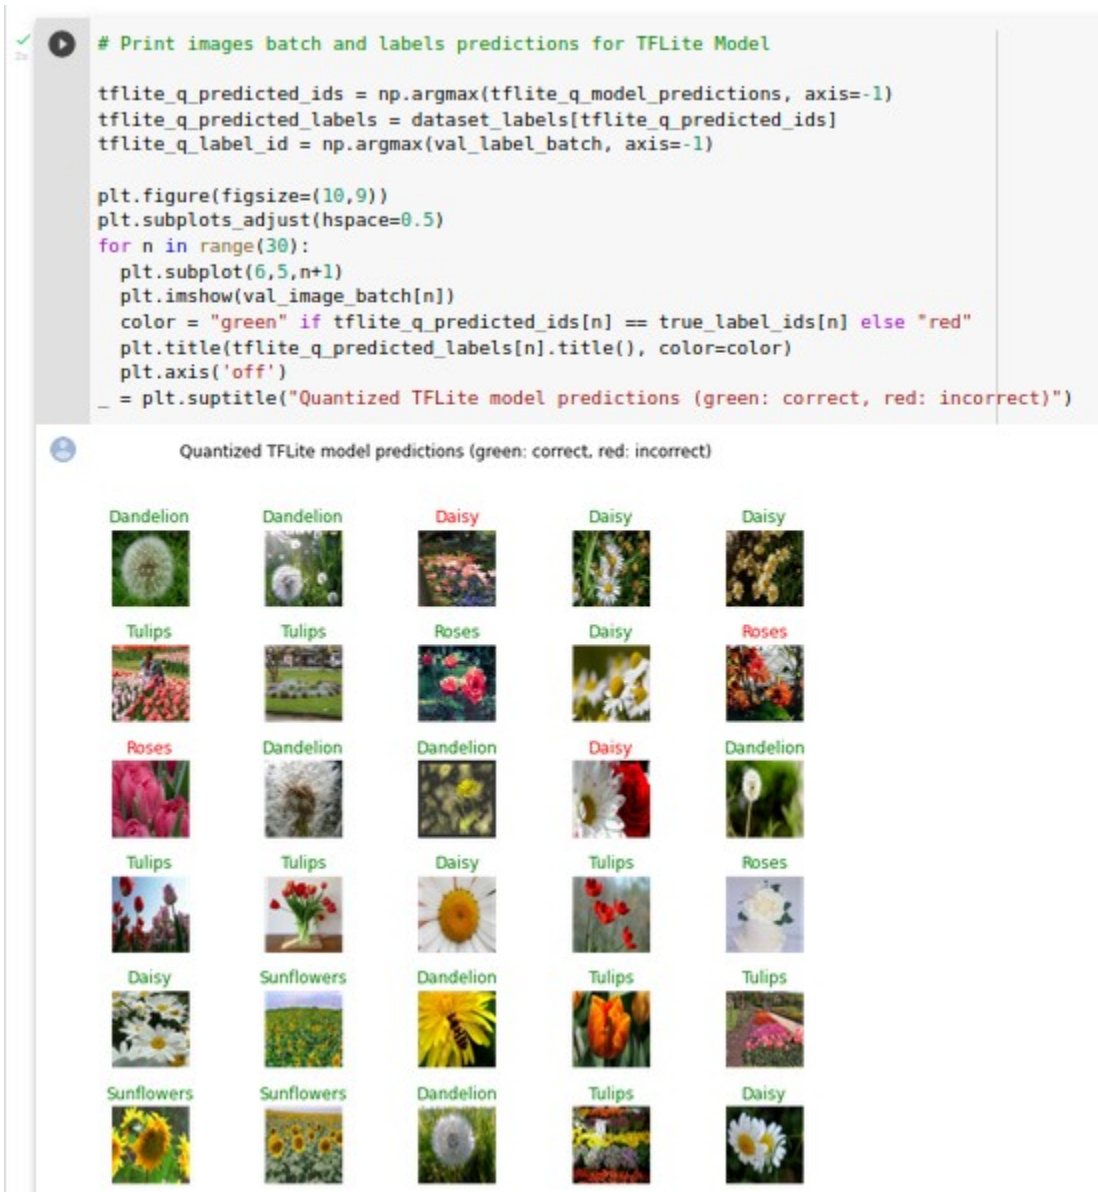 # Print images batch and labels predictions for TFLite Model
2s
tflite_q_predicted_ids = np.argmax(tflite_q_model_predictions, axis=-1)
tflite_q_predicted_labels = dataset_labels[tflite_q_predicted_ids]
tflite_q_label_id = np.argmax(val_label_batch, axis=-1)
plt.figure(figsize=(10,9))
plt.subplots_adjust(hspace=0.5)
for n in range(30):
  plt.subplot(6,5,n+1)
  plt.imshow(val_image_batch[n])
  color = "green" if tflite_q_predicted_ids[n] == true_label_ids[n] else "red"
  plt.title(tflite_q_predicted_labels[n].title(), color=color)
  plt.axis('off')
_ = plt.suptitle("Quantized TFLite model predictions (green: correct, red: incorrect)")
Quantized TFLite model predictions (green: correct, red: incorrect)
Dandelion Dandelion Daisy Daisy Daisy
Tulips Tulips Roses Daisy Roses
Roses Dandelion Dandelion Daisy Dandelion
Tulips Tulips Daisy Tulips Roses
Daisy Sunflowers Dandelion Tulips Tulips
Sunflowers Sunflowers Dandelion Tulips Daisy